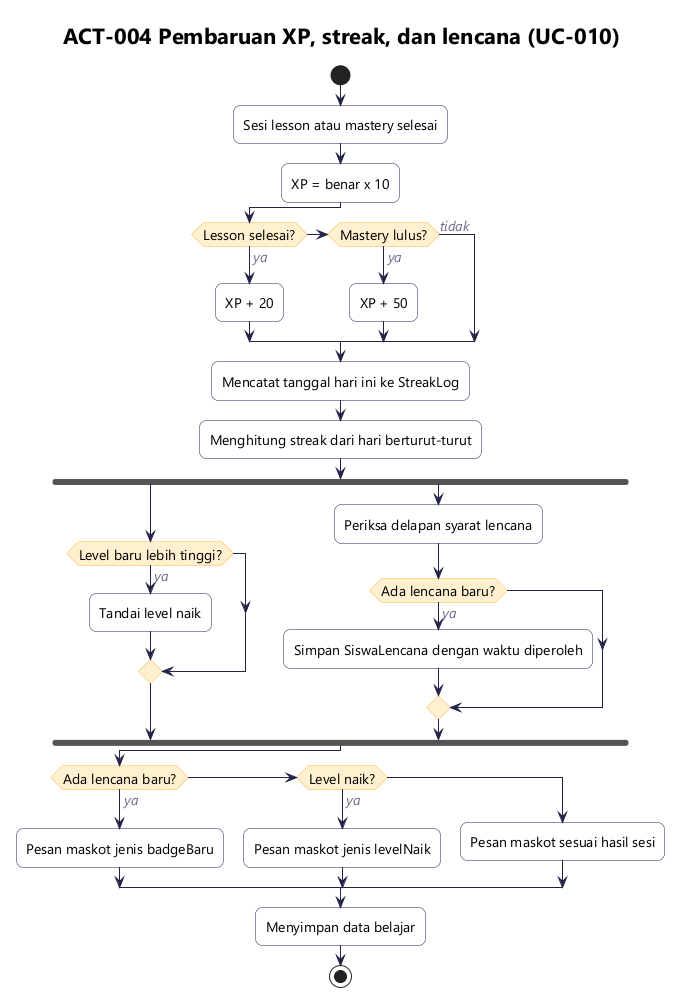 ACT-004 Pembaruan XP, streak, dan lencana (UC-010)
Sesi lesson atau mastery selesai
XP = benar x 10
Lesson selesai?
Mastery lulus?
tidak
ya
ya
XP + 20
XP + 50
Mencatat tanggal hari ini ke StreakLog
Menghitung streak dari hari berturut-turut
Periksa delapan syarat lencana
Level baru lebih tinggi?
ya
Tandai level naik
Ada lencana baru?
ya
Simpan SiswaLencana dengan waktu diperoleh
Ada lencana baru?
Level naik?
ya
ya
Pesan maskot jenis badgeBaru
Pesan maskot jenis levelNaik
Pesan maskot sesuai hasil sesi
Menyimpan data belajar